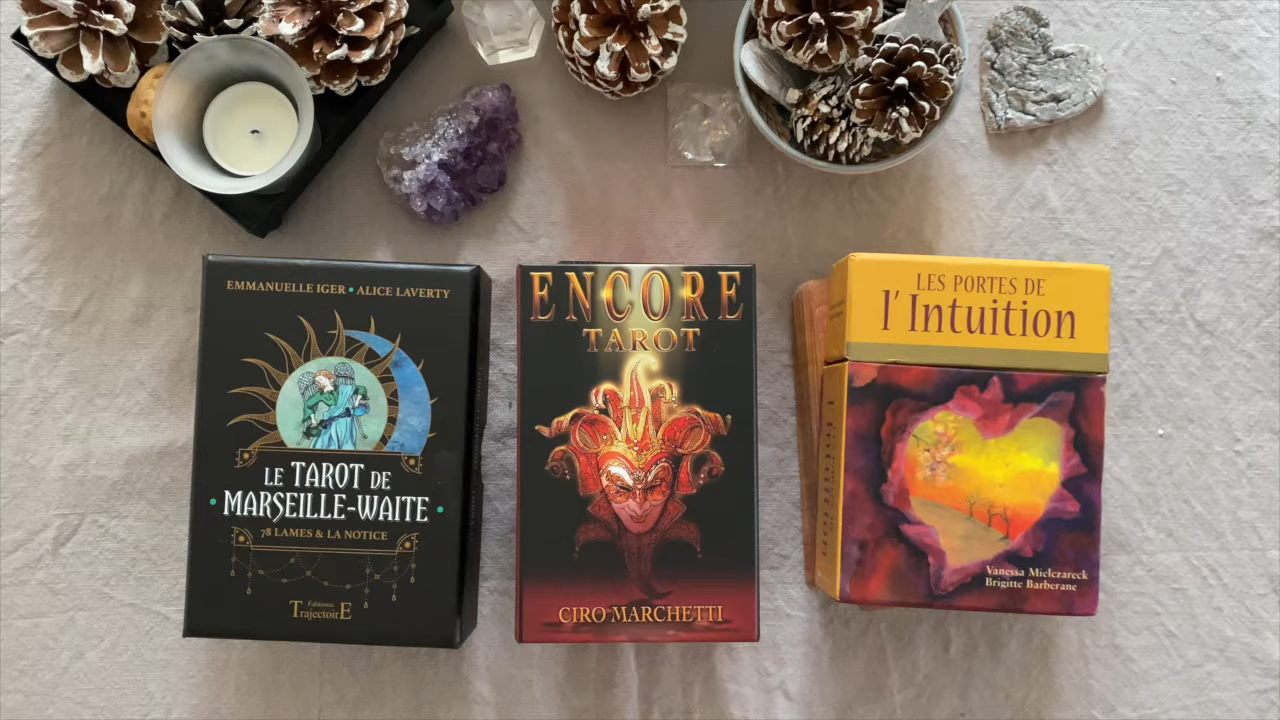 EMMANUELLE IGER • ALICE LAVERTY
LE TAROT DE
• MARSEILLE-WAITE •
78 LAMES & LA NOTICE
Éditions
TrajectoirE
ENCORE
TAROT
CIRO MARCHETTI
LES PORTES DE
l'Intuition
Vanessa Mielczareck
Brigitte Barberane